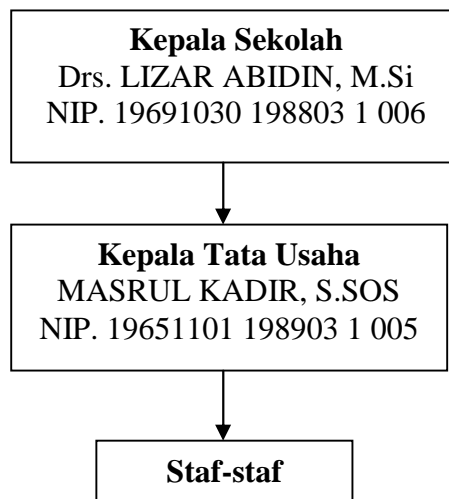 Kepala Sekolah
Drs. LIZAR ABIDIN, M.Si
NIP. 19691030 198803 1 006
Kepala Tata Usaha
MASRUL KADIR, S.SOS
NIP. 19651101 198903 1 005
Staf-staf